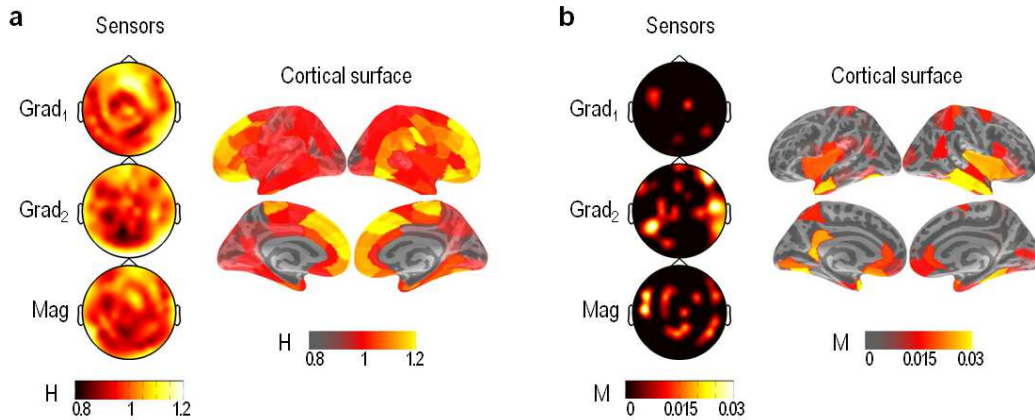 a
Sensors
Cortical surface
Grad₁
Grad₂
Mag
H
0.8 1 1.2
H
0.8 1 1.2
b
Sensors
Cortical surface
Grad₁
Grad₂
Mag
M
0 0.015 0.03
M
0 0.015 0.03